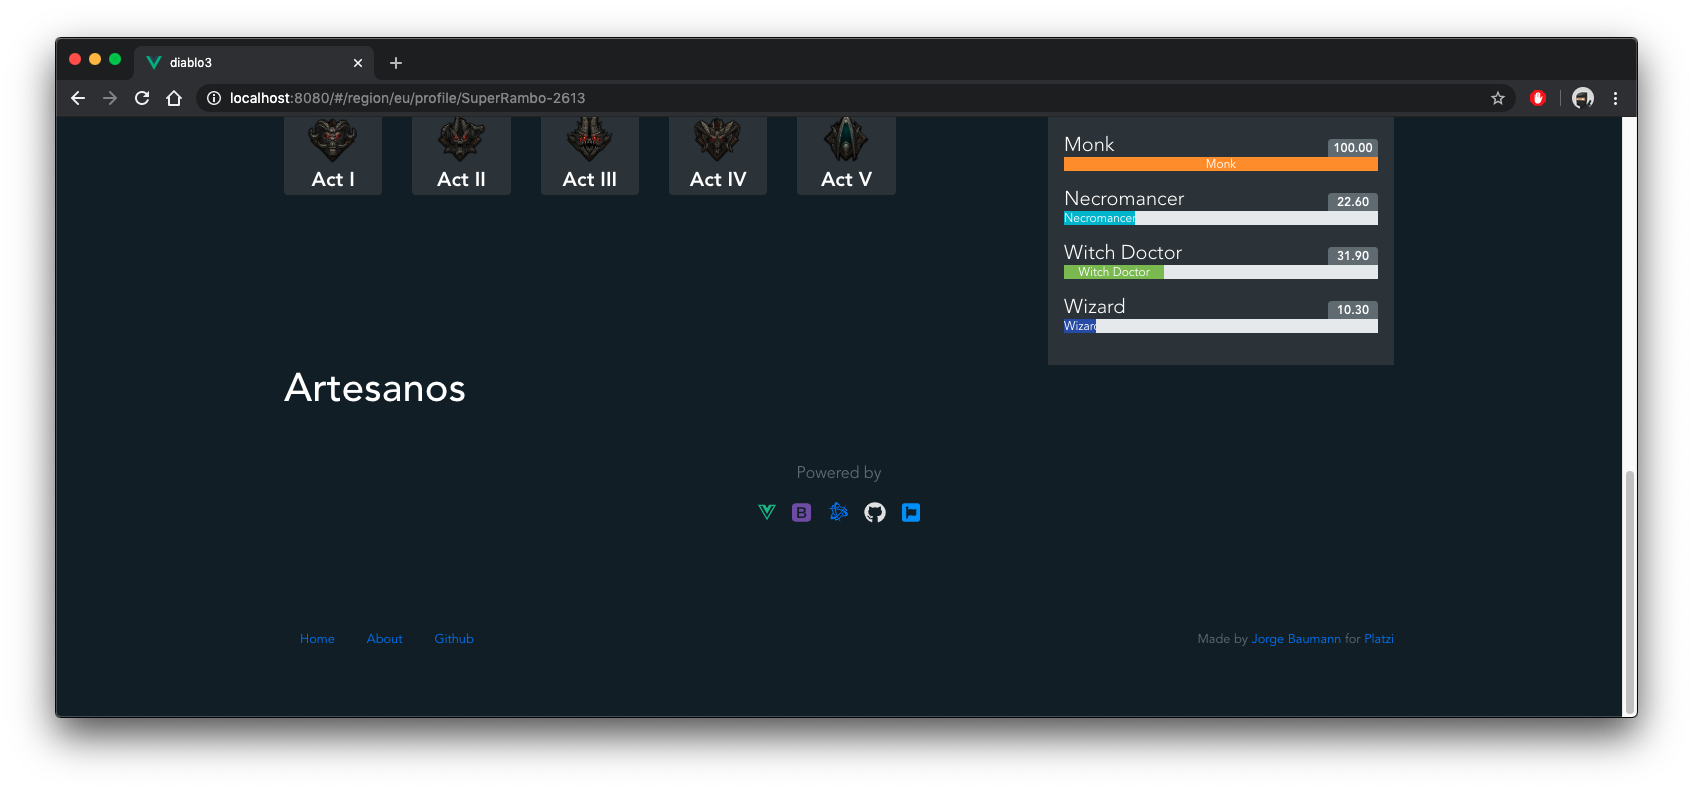 diablo3
localhost:8080/#/region/eu/profile/SuperRambo-2613
Act I
Act II
Act III
Act IV
Act V
Monk
100.00
Monk
Necromancer
22.60
Necromancer
Witch Doctor
31.90
Witch Doctor
Wizard
10.30
Wizard
Artesanos
Powered by
B
Home
About
Github
Made by Jorge Baumann for Platzi